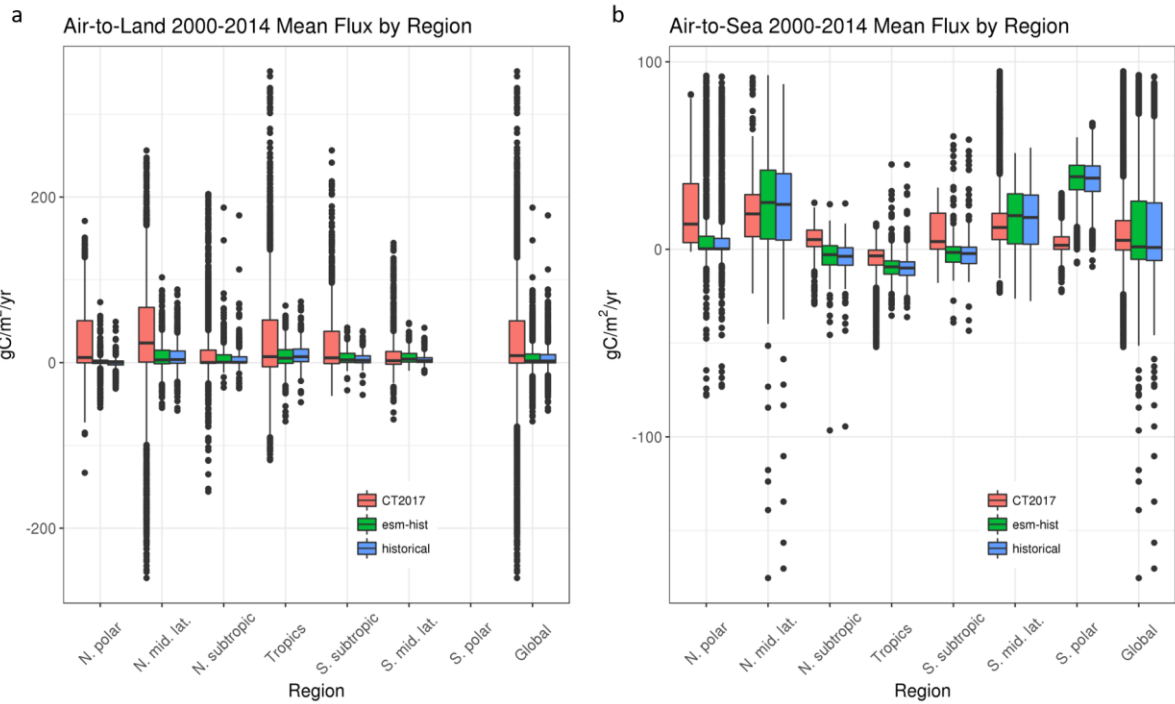 a
Air-to-Land 2000-2014 Mean Flux by Region
200
0
-200
gC/m²/yr
CT2017
esm-hist
historical
N. polar
N. mid. lat.
N. subtropic
Tropics
S. subtropic
S. mid. lat.
S. polar
Global
Region
b
Air-to-Sea 2000-2014 Mean Flux by Region
100
0
-100
gC/m²/yr
CT2017
esm-hist
historical
N. polar
N. mid. lat.
N. subtropic
Tropics
S. subtropic
S. mid. lat.
S. polar
Global
Region